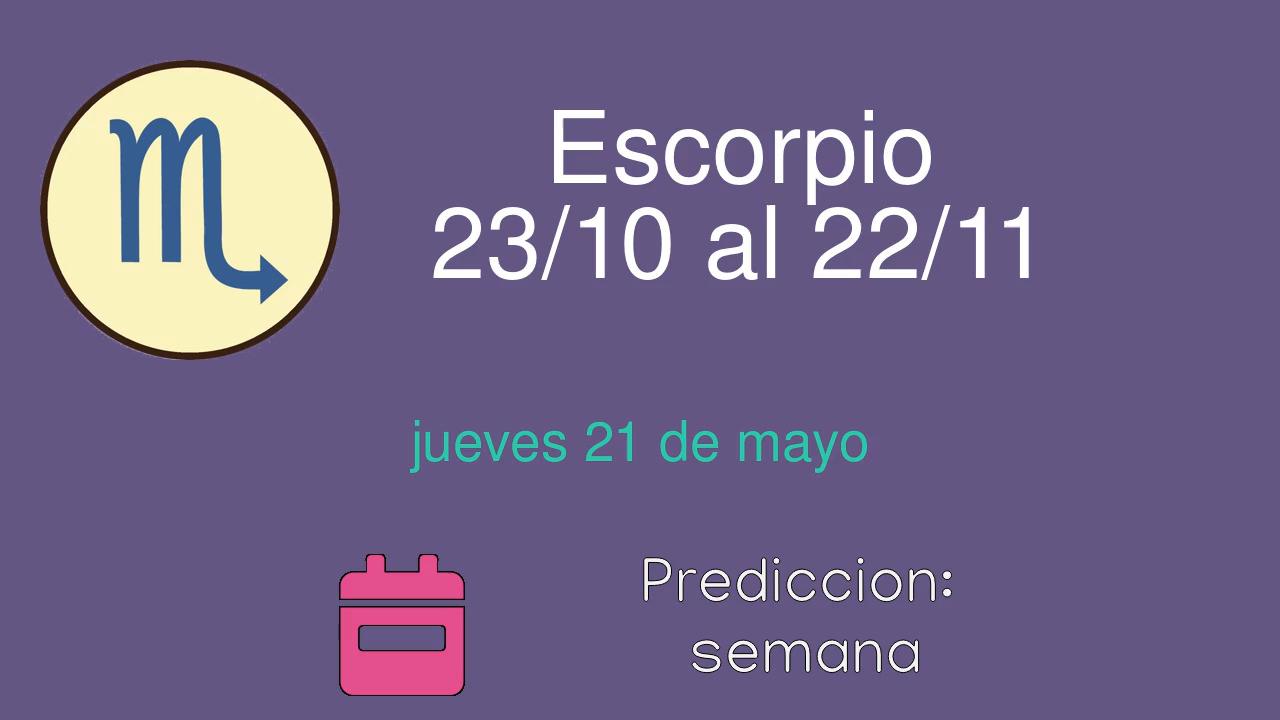 Escorpio
23/10 al 22/11
jueves 21 de mayo
Prediccion:
semana